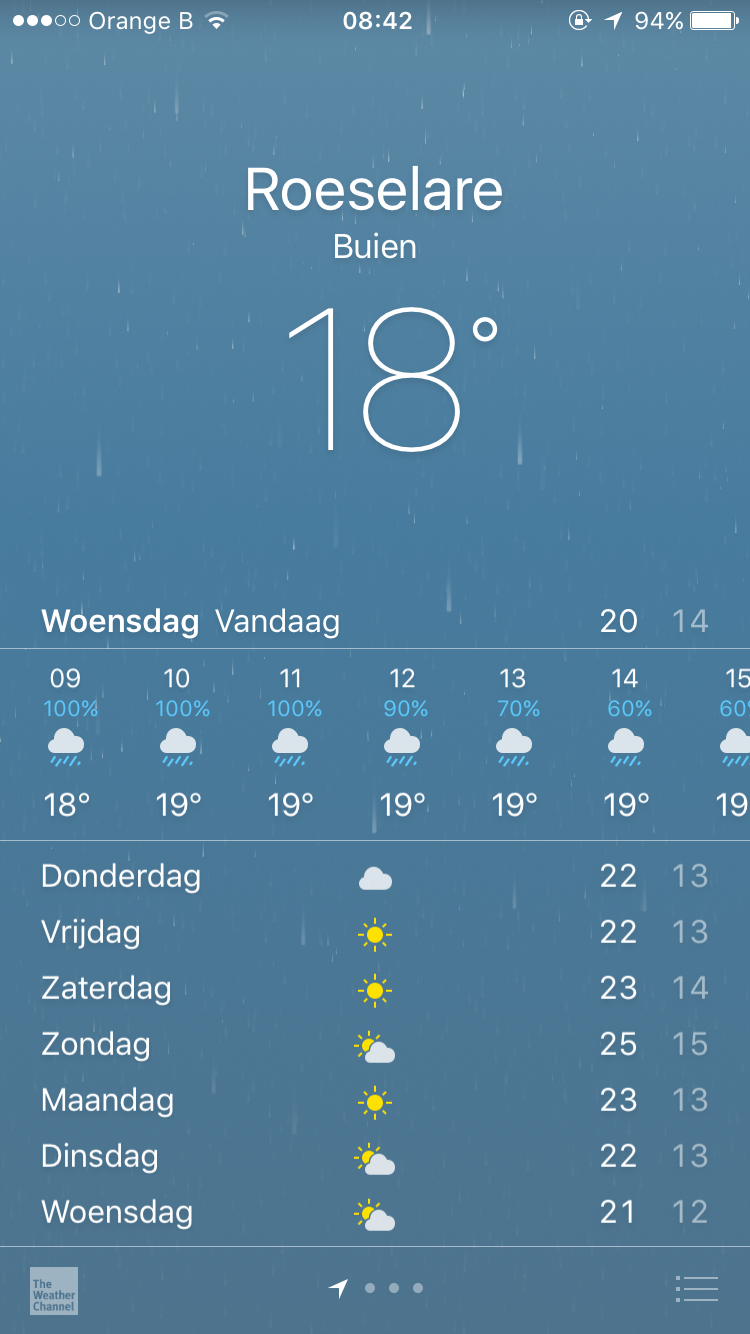 Orange B 08:42 94%
Roeselare
Buien
18°
Woensdag Vandaag 20 14
09 10 11 12 13 14 15
100% 100% 100% 90% 70% 60% 60%
18° 19° 19° 19° 19° 19° 19
Donderdag 22 13
Vrijdag 22 13
Zaterdag 23 14
Zondag 25 15
Maandag 23 13
Dinsdag 22 13
Woensdag 21 12
The
Weather
Channel